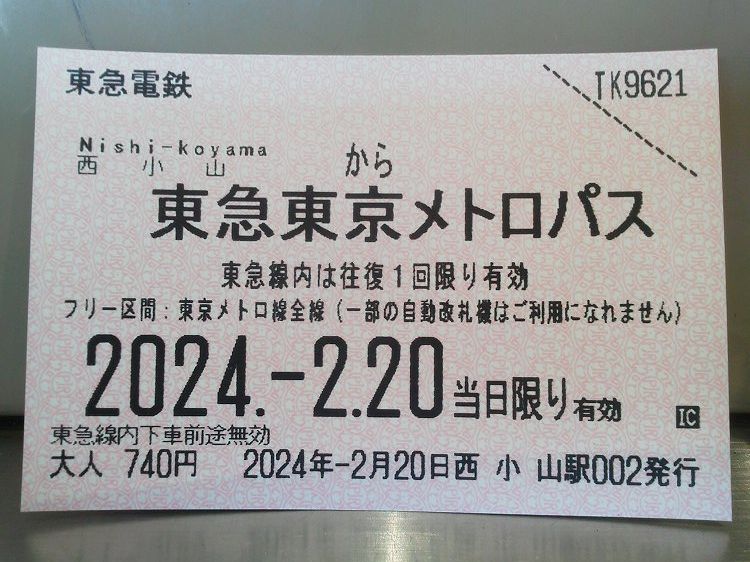 東急電鉄 TK9621
Nishi-koyama
西小山 から
東急東京メトロパス
東急線内は往復1回限り有効
フリー区間：東京メトロ線全線（一部の自動改札機はご利用になれません）
2024.-2.20当日限り有効 IC
東急線内下車前途無効
大人 740円 2024年-2月20日西 小 山駅002発行